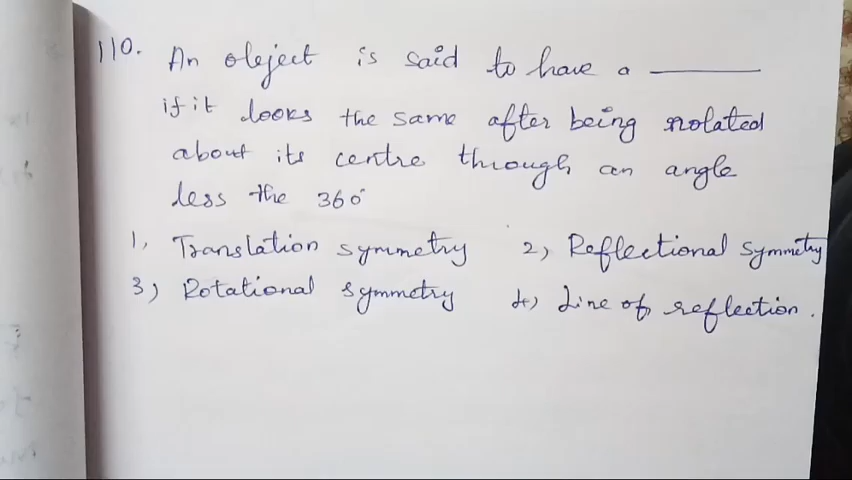 110. An object is said to have a ______
if it looks the same after being rotated
about its centre through an angle
less the 360°
1, Translation symmetry 2) Reflectional symmetry
3) Rotational symmetry 4) Line of reflection.